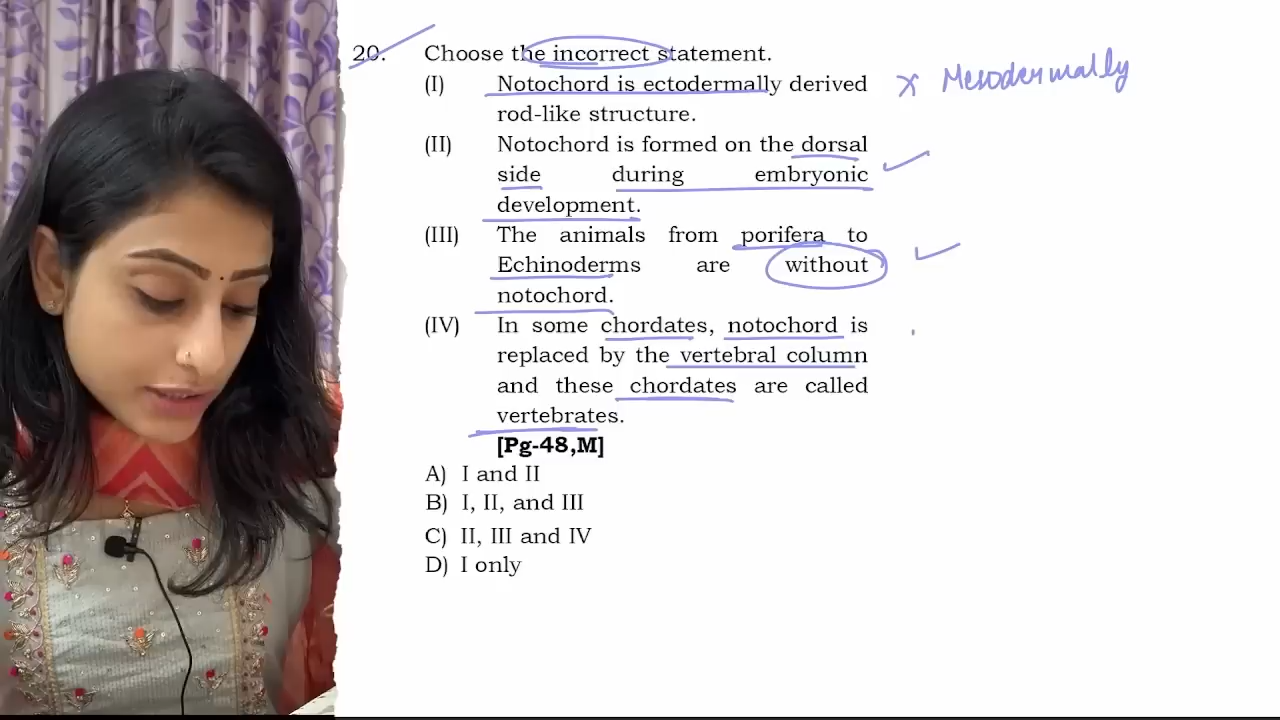 20. Choose the incorrect statement.
(I) Notochord is ectodermally derived
rod-like structure.
x Mesodermally
(II) Notochord is formed on the dorsal
side during embryonic
development.
(III) The animals from porifera to
Echinoderms are without
notochord.
(IV) In some chordates, notochord is
replaced by the vertebral column
and these chordates are called
vertebrates.
[Pg-48,M]
A) I and II
B) I, II, and III
C) II, III and IV
D) I only